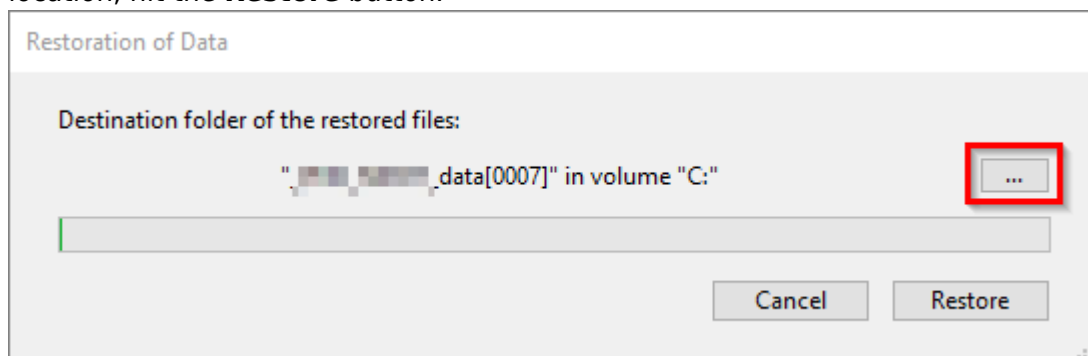 location, hit the Restore button.
Restoration of Data
Destination folder of the restored files:
"_ _data[0007]" in volume "C:"
...
Cancel
Restore